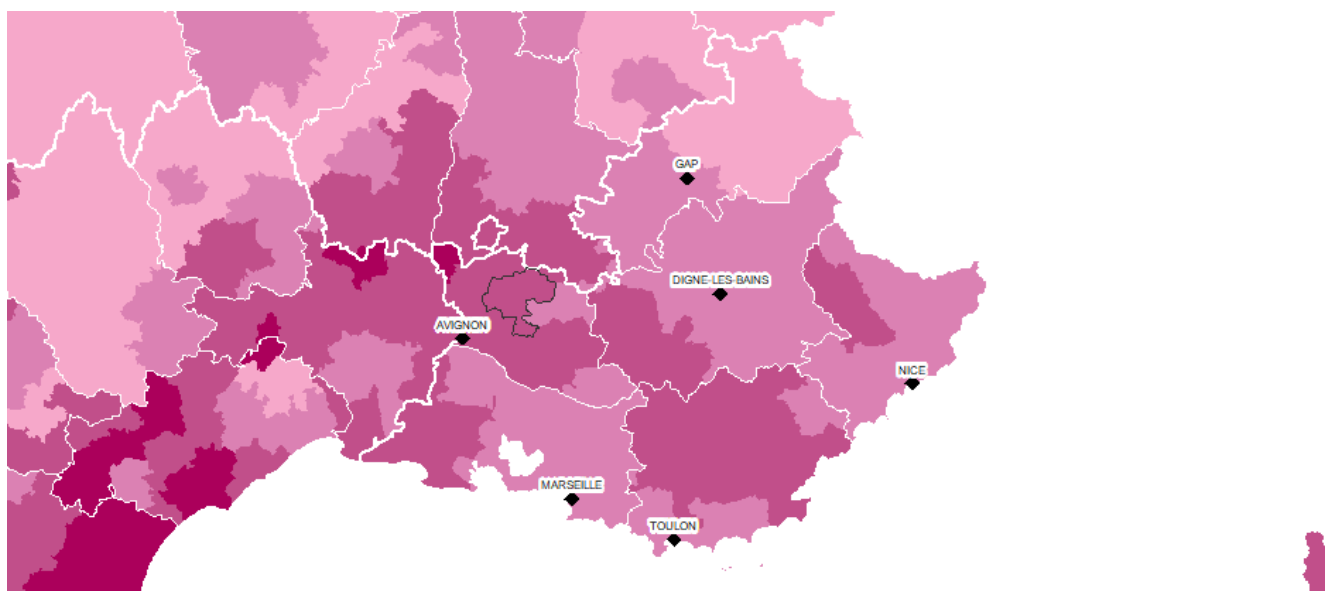 GAP
DIGNE-LES-BAINS
AVIGNON
NICE
MARSEILLE
TOULON